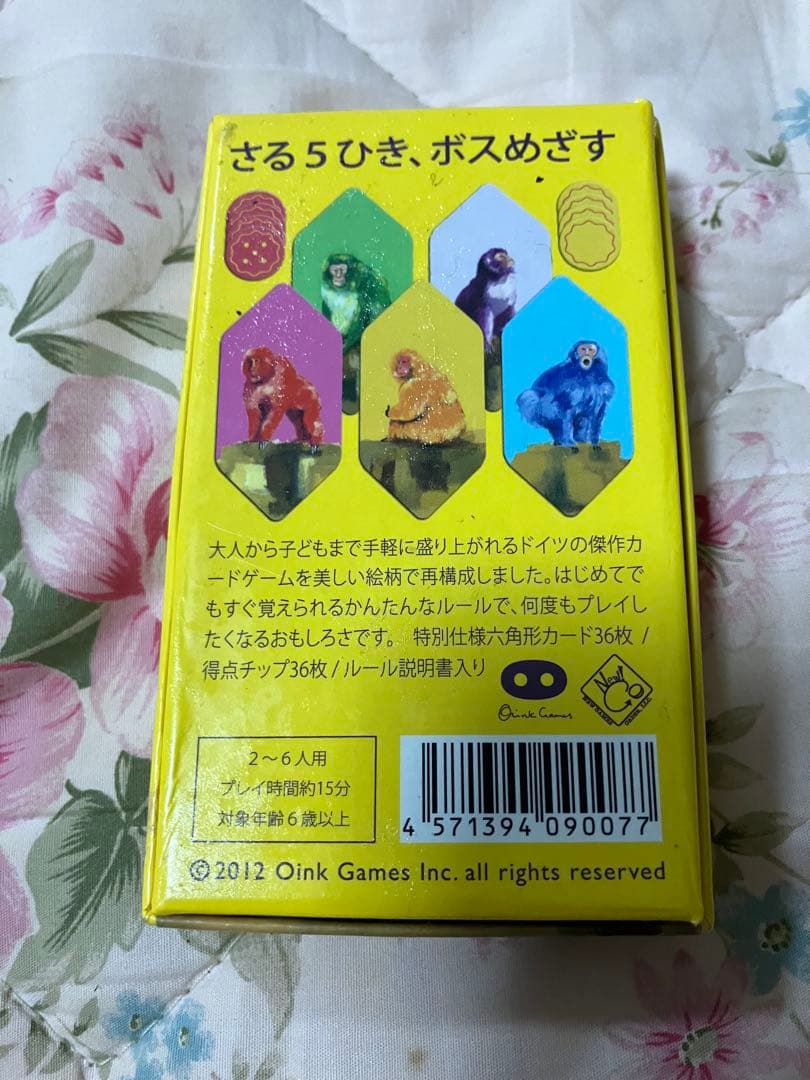 さる５ひき、ボスめざす
大人から子どもまで手軽に盛り上がれるドイツの傑作カ
ードゲームを美しい絵柄で再構成しました。はじめてで
もすぐ覚えられるかんたんなルールで、何度もプレイし
たくなるおもしろさです。　特別仕様六角形カード36枚 /
得点チップ36枚 / ルール説明書入り
Oink Games
New
Co
２〜６人用
プレイ時間約15分
対象年齢６歳以上
4 571394 090077
©2012 Oink Games Inc. all rights reserved